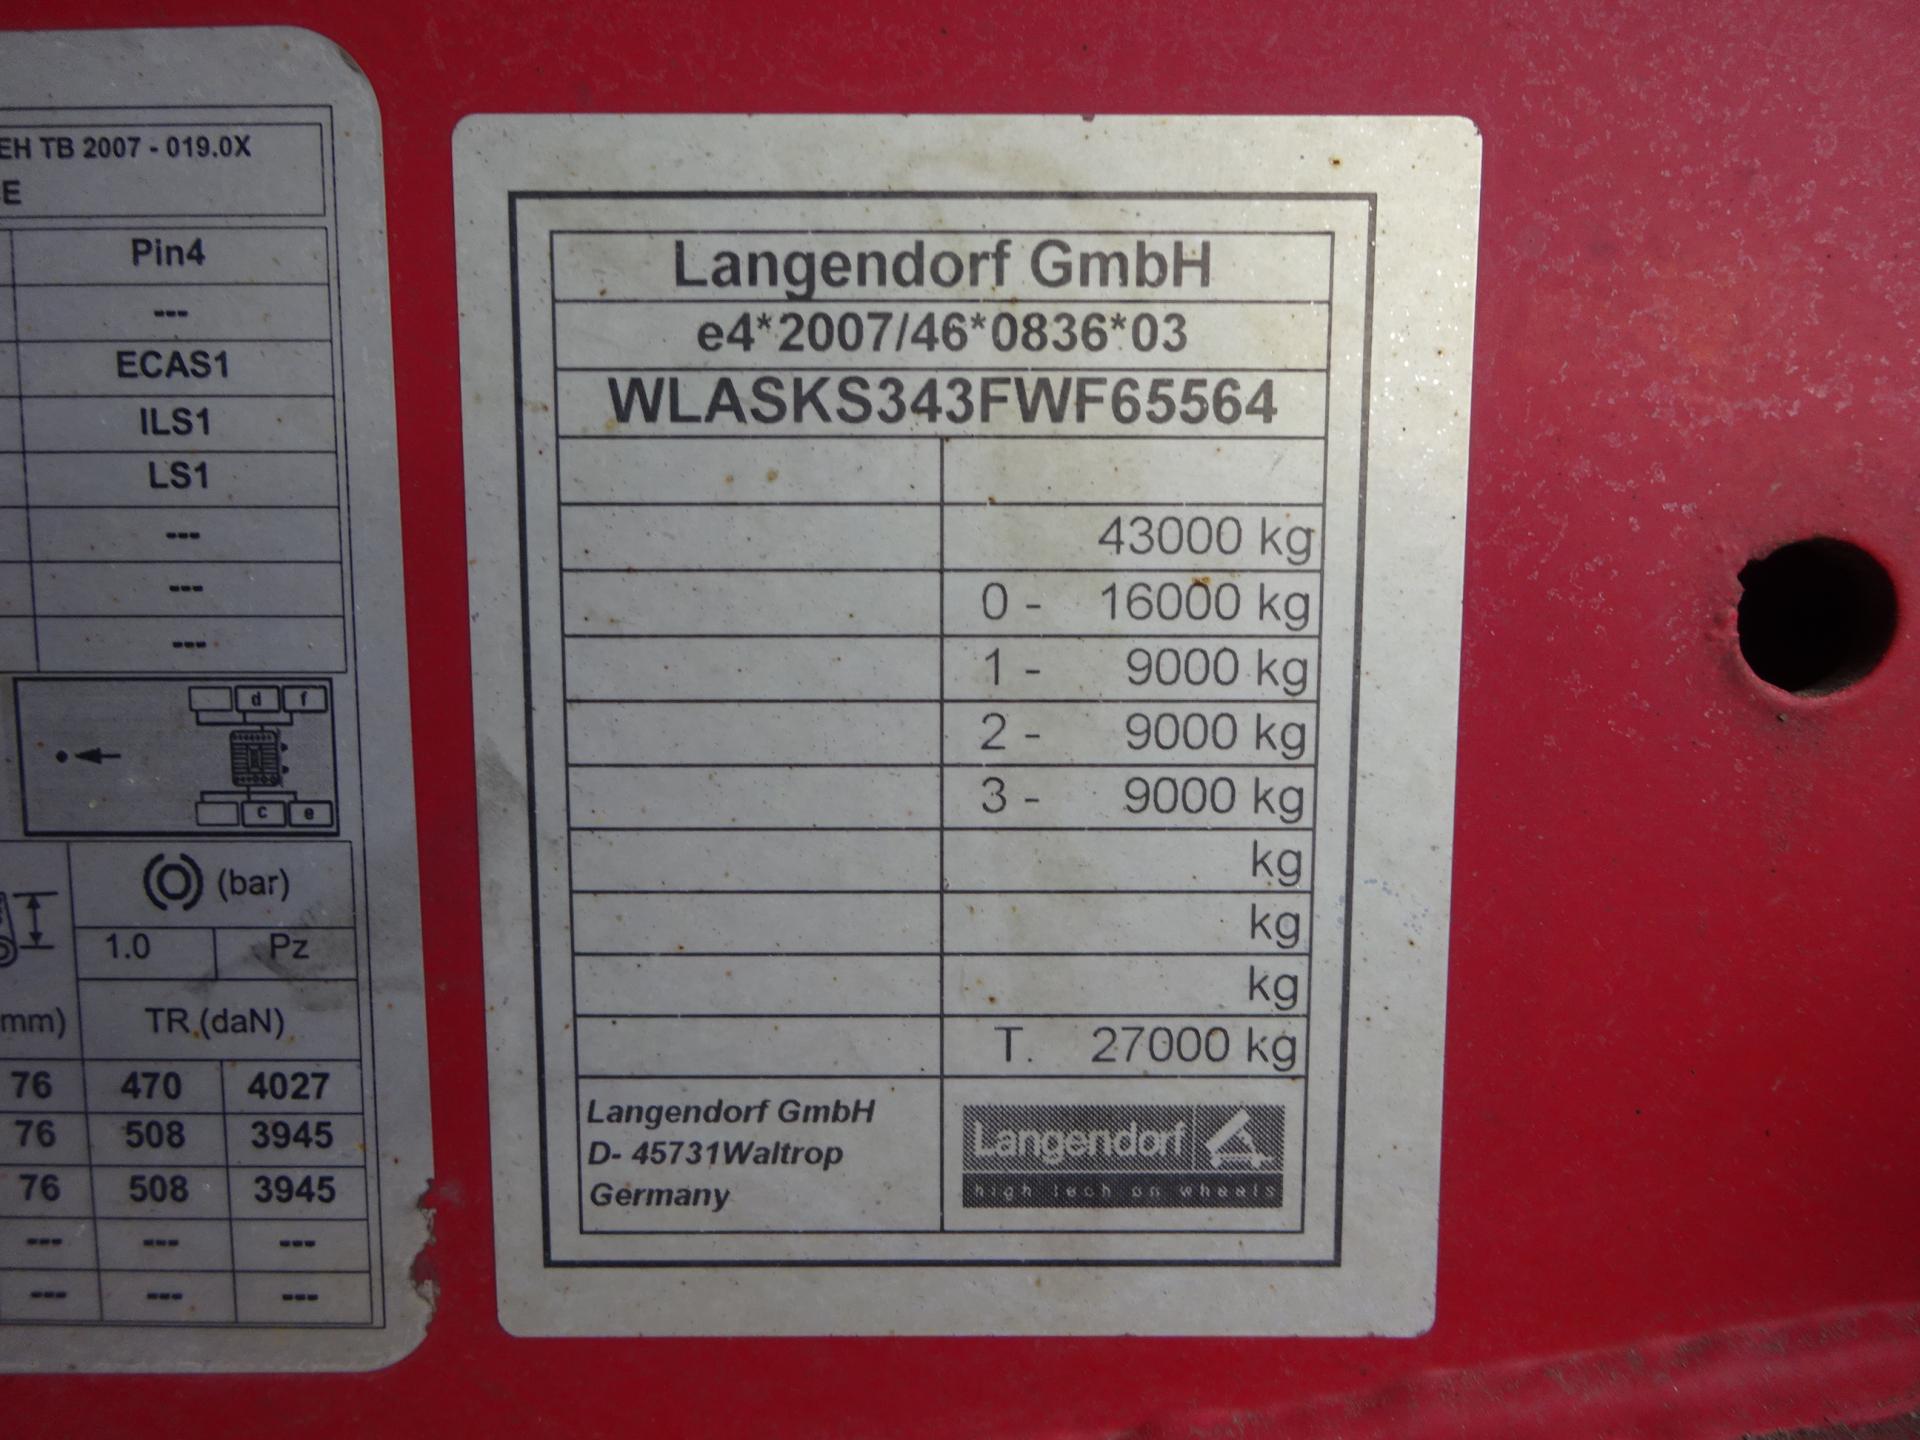 EH TB 2007 - 019.0X
E
Pin4
---
ECAS1
ILS1
LS1
---
---
---
d f
c e
(bar)
1.0 Pz
mm) TR.(daN)
76 470 4027
76 508 3945
76 508 3945
--- --- ---
--- --- ---
Langendorf GmbH
e4*2007/46*0836*03
WLASKS343FWF65564
43000 kg
0 - 16000 kg
1 - 9000 kg
2 - 9000 kg
3 - 9000 kg
kg
kg
kg
T. 27000 kg
Langendorf GmbH
D- 45731Waltrop
Germany
Langendorf
high tech on wheels